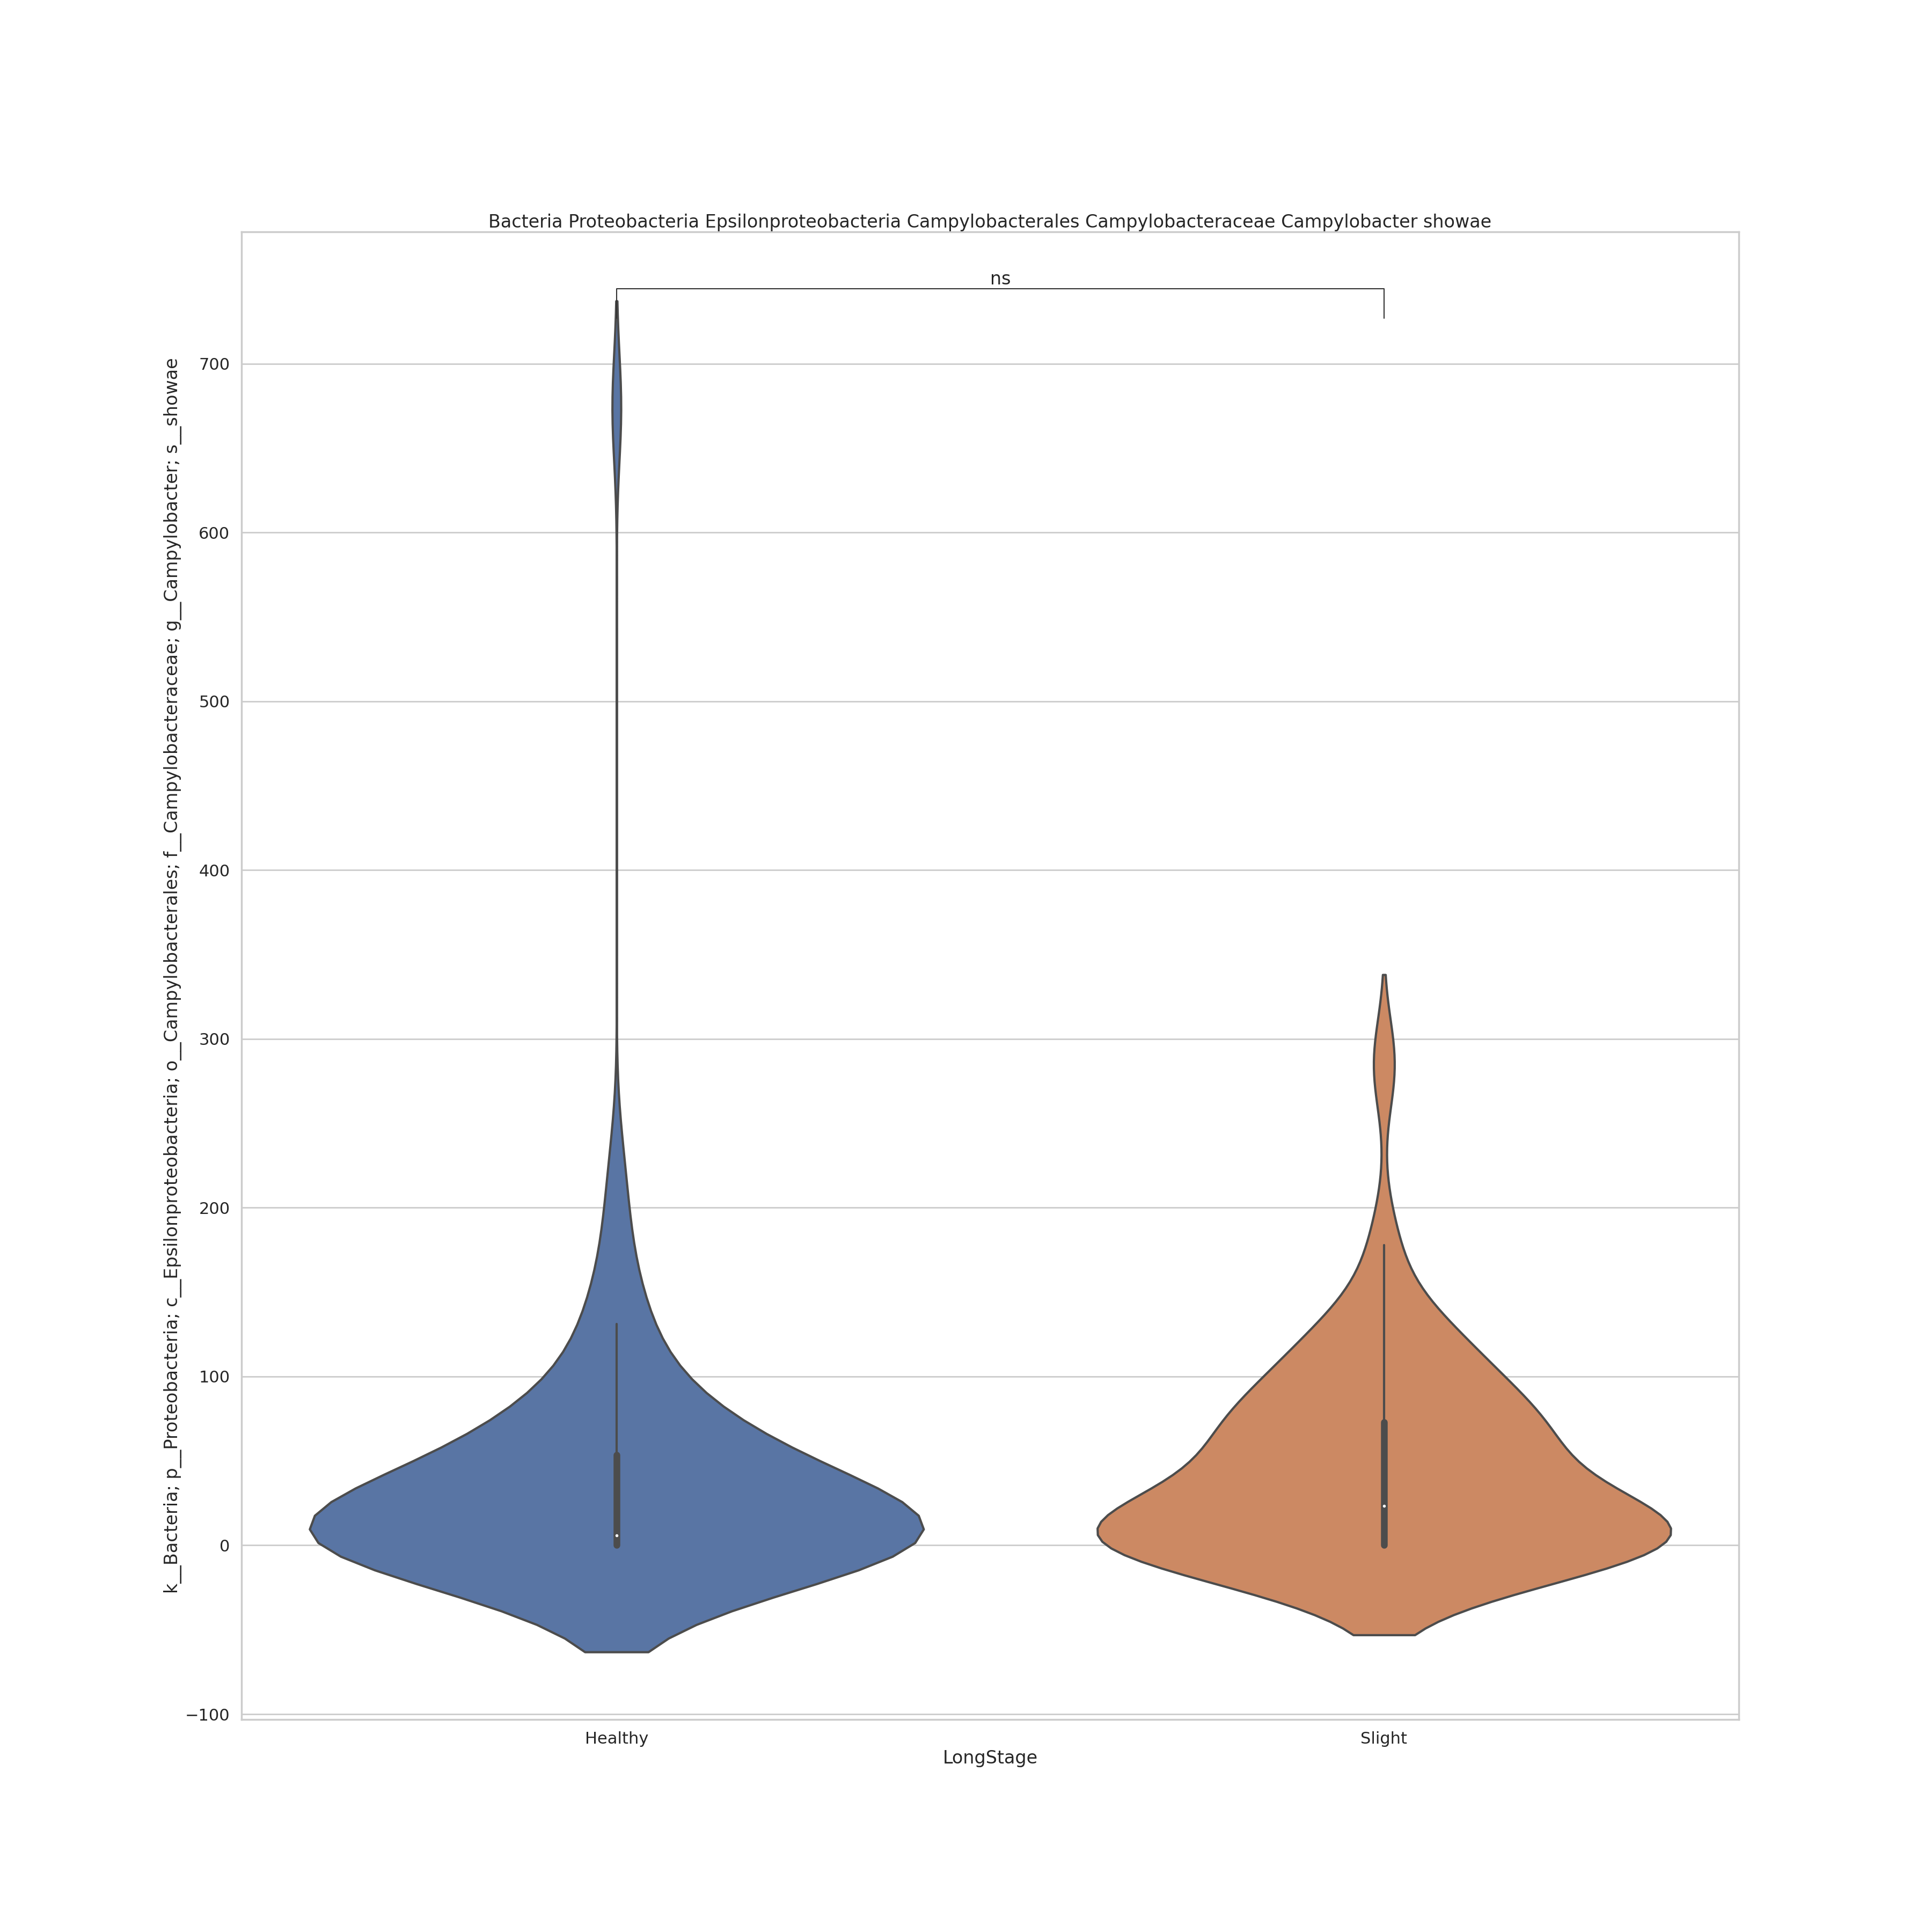 Bacteria Proteobacteria Epsilonproteobacteria Campylobacterales Campylobacteraceae Campylobacter showae
ns
k__Bacteria; p__Proteobacteria; c__Epsilonproteobacteria; o__Campylobacterales; f__Campylobacteraceae; g__Campylobacter; s__showae
700
600
500
400
300
200
100
0
−100
Healthy
Slight
LongStage